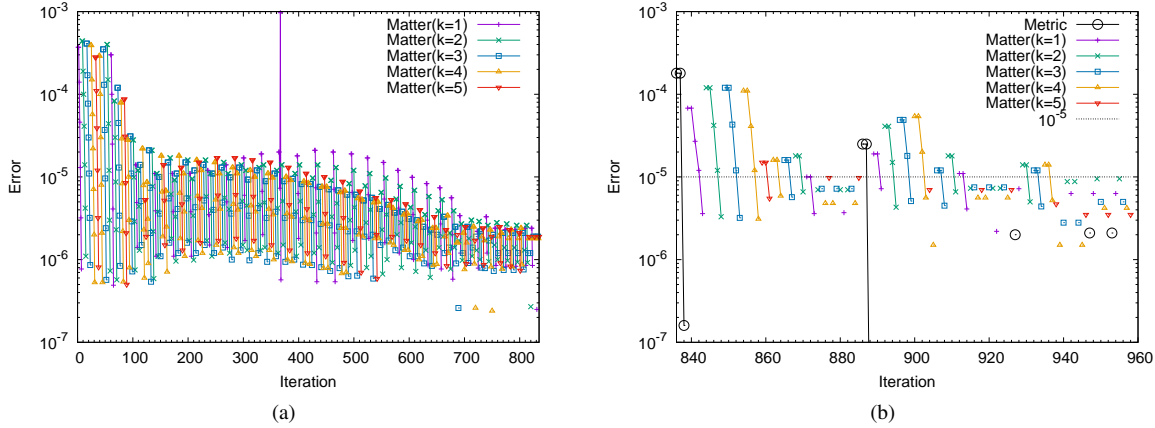 10^-3
10^-4
10^-5
10^-6
10^-7
Error
0 100 200 300 400 500 600 700 800
Iteration
Matter(k=1)
Matter(k=2)
Matter(k=3)
Matter(k=4)
Matter(k=5)
(a)
10^-3
10^-4
10^-5
10^-6
10^-7
Error
840 860 880 900 920 940 960
Iteration
Metric
Matter(k=1)
Matter(k=2)
Matter(k=3)
Matter(k=4)
Matter(k=5)
10^-5
(b)